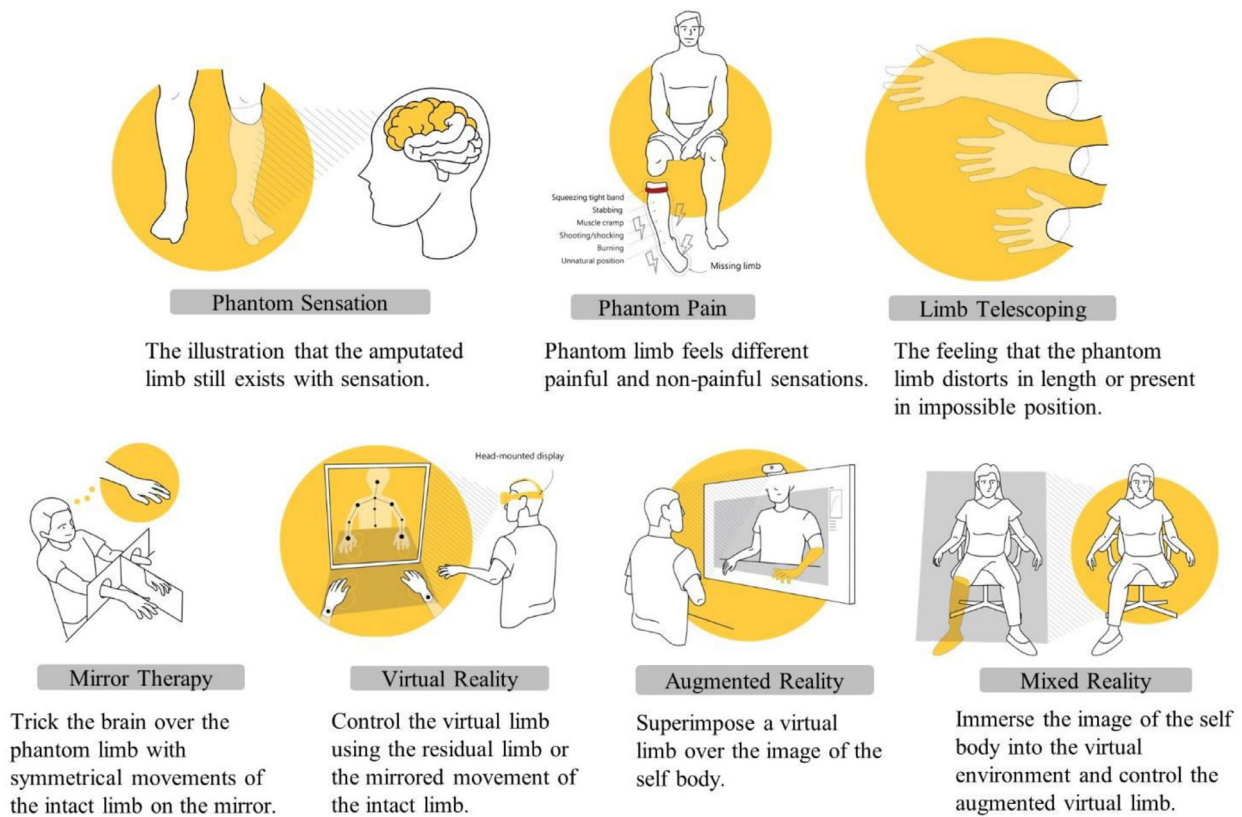 Squeezing tight band
Stabbing
Muscle cramp
Shooting/shocking
Burning
Unnatural position
Missing limb
Phantom Sensation
The illustration that the amputated
limb still exists with sensation.
Phantom Pain
Phantom limb feels different
painful and non-painful sensations.
Limb Telescoping
The feeling that the phantom
limb distorts in length or present
in impossible position.
Head-mounted display
Mirror Therapy
Trick the brain over the
phantom limb with
symmetrical movements of
the intact limb on the mirror.
Virtual Reality
Control the virtual limb
using the residual limb or
the mirrored movement of
the intact limb.
Augmented Reality
Superimpose a virtual
limb over the image of the
self body.
Mixed Reality
Immerse the image of the self
body into the virtual
environment and control the
augmented virtual limb.